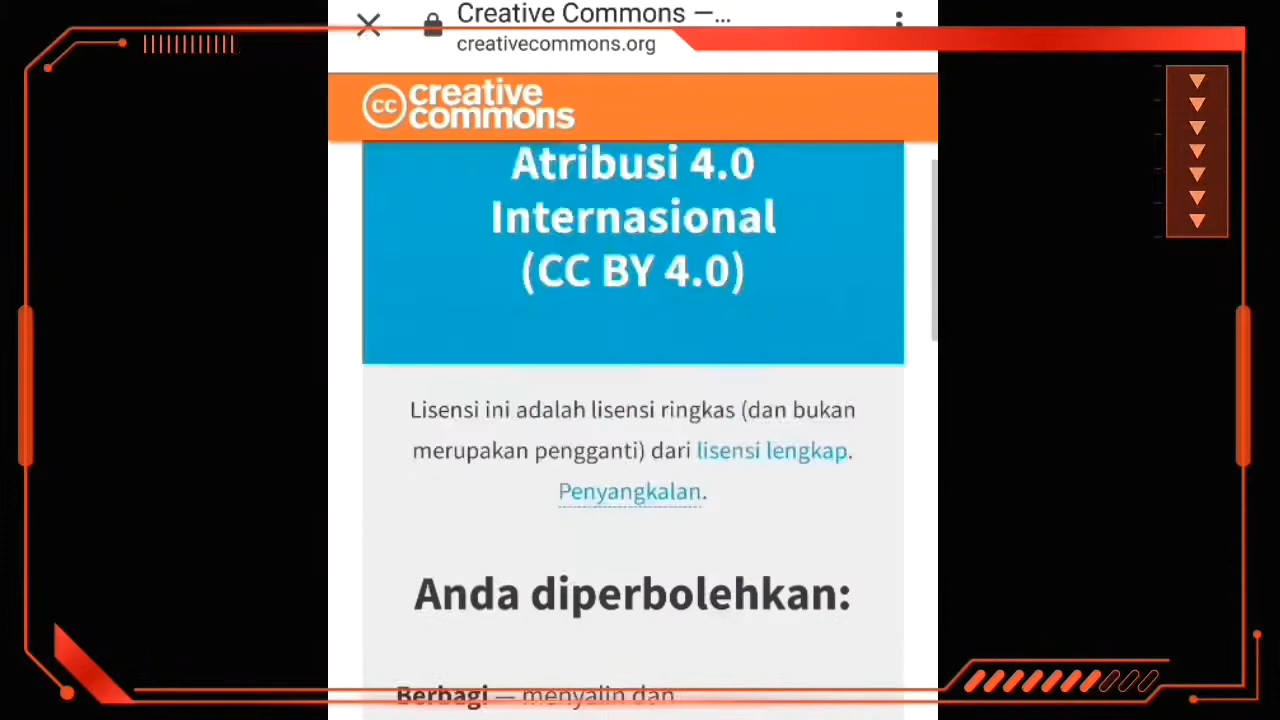 Creative Commons —...
creativecommons.org
cc creative
commons
Atribusi 4.0
Internasional
(CC BY 4.0)
Lisensi ini adalah lisensi ringkas (dan bukan
merupakan pengganti) dari lisensi lengkap.
Penyangkalan.
Anda diperbolehkan:
Berbagi — menyalin dan